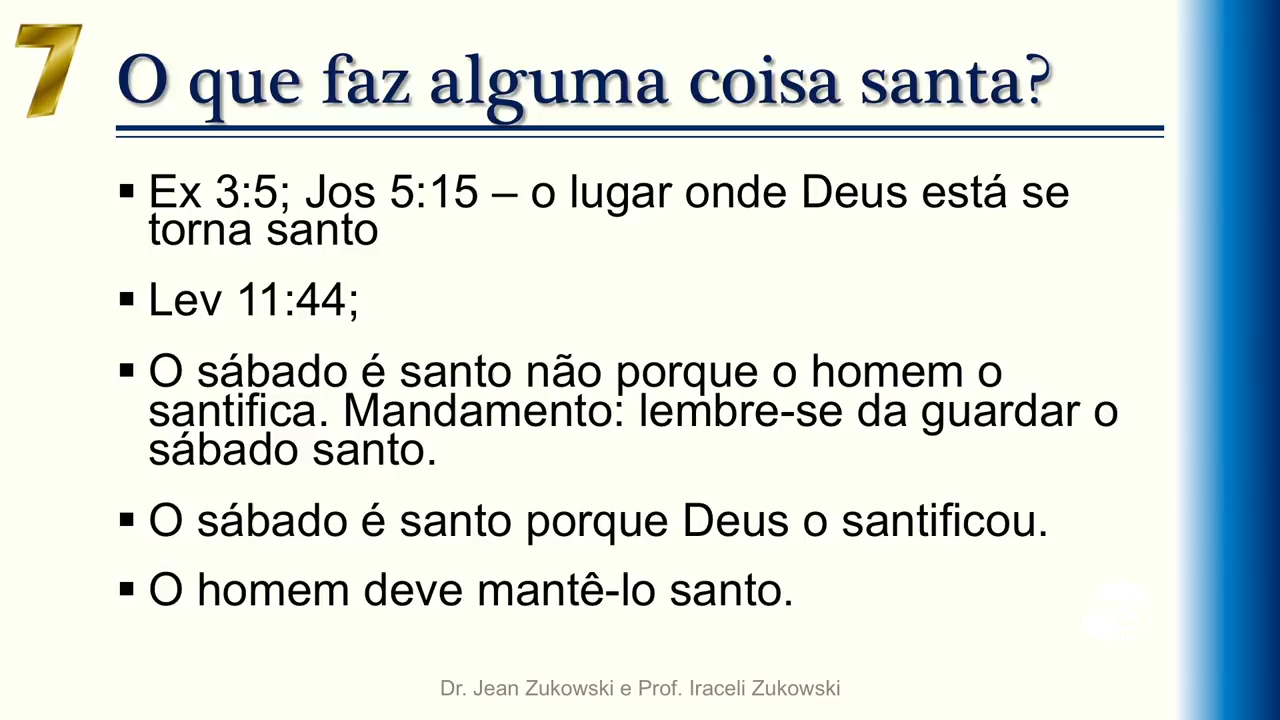 7
O que faz alguma coisa santa?
▪ Ex 3:5; Jos 5:15 – o lugar onde Deus está se
torna santo
▪ Lev 11:44;
▪ O sábado é santo não porque o homem o
santifica. Mandamento: lembre-se da guardar o
sábado santo.
▪ O sábado é santo porque Deus o santificou.
▪ O homem deve mantê-lo santo.
Dr. Jean Zukowski e Prof. Iraceli Zukowski